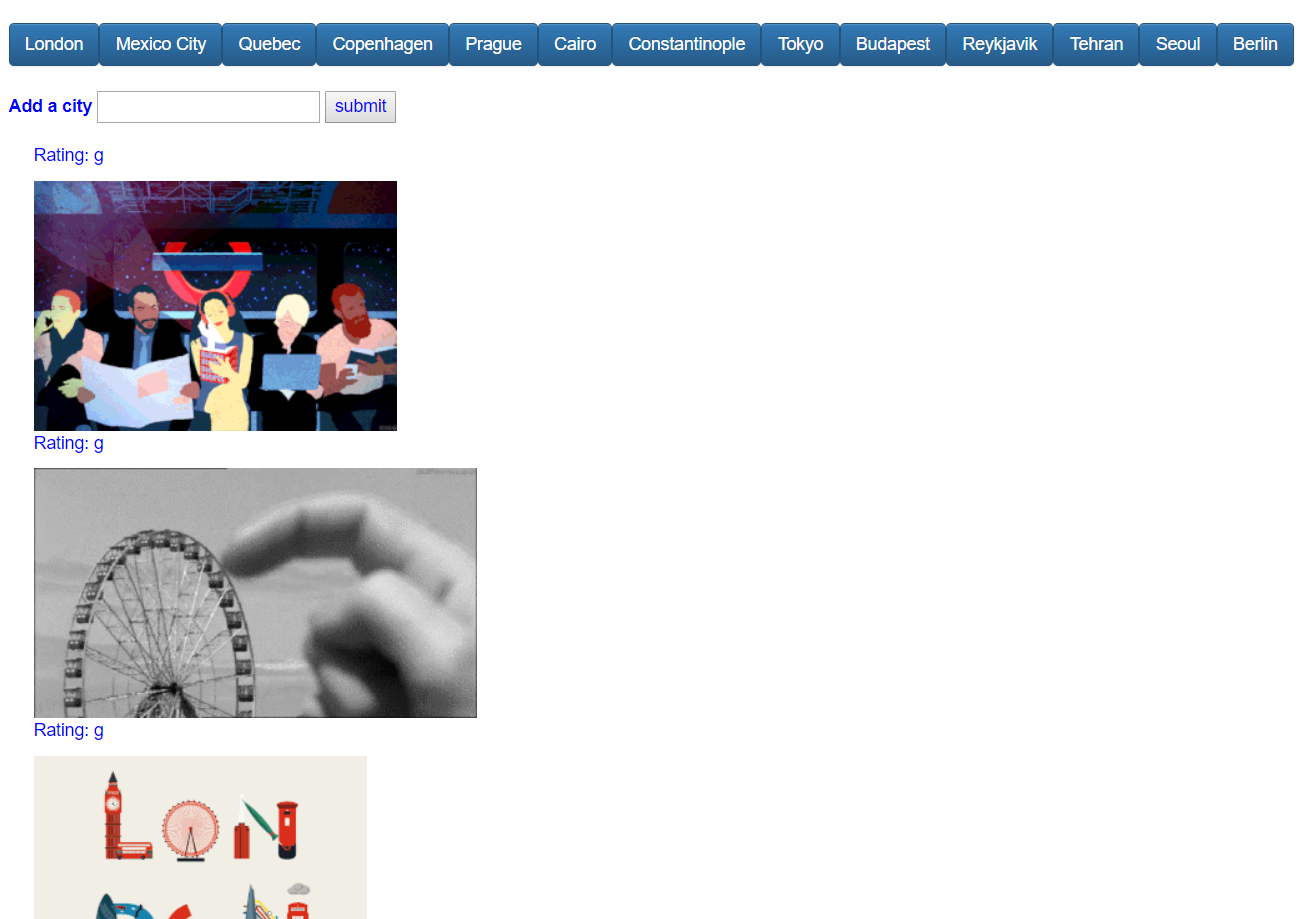 London Mexico City Quebec Copenhagen Prague Cairo Constantinople Tokyo Budapest Reykjavik Tehran Seoul Berlin
Add a city submit
Rating: g
Rating: g
Rating: g
LON